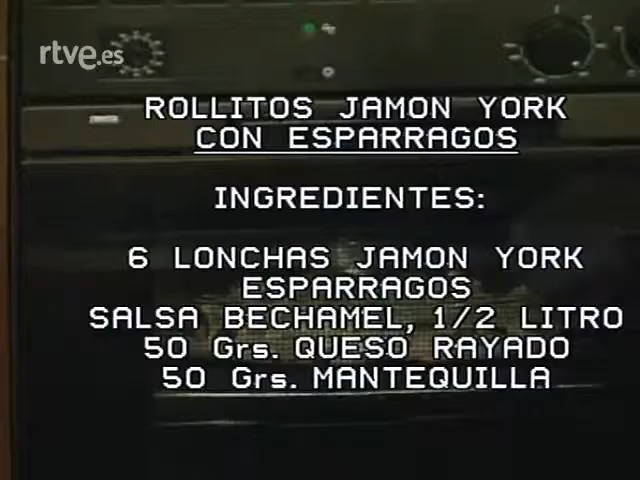 rtve.es
ROLLITOS JAMON YORK
CON ESPARRAGOS
INGREDIENTES:
6 LONCHAS JAMON YORK
ESPARRAGOS
SALSA BECHAMEL, 1/2 LITRO
50 Grs. QUESO RAYADO
50 Grs. MANTEQUILLA